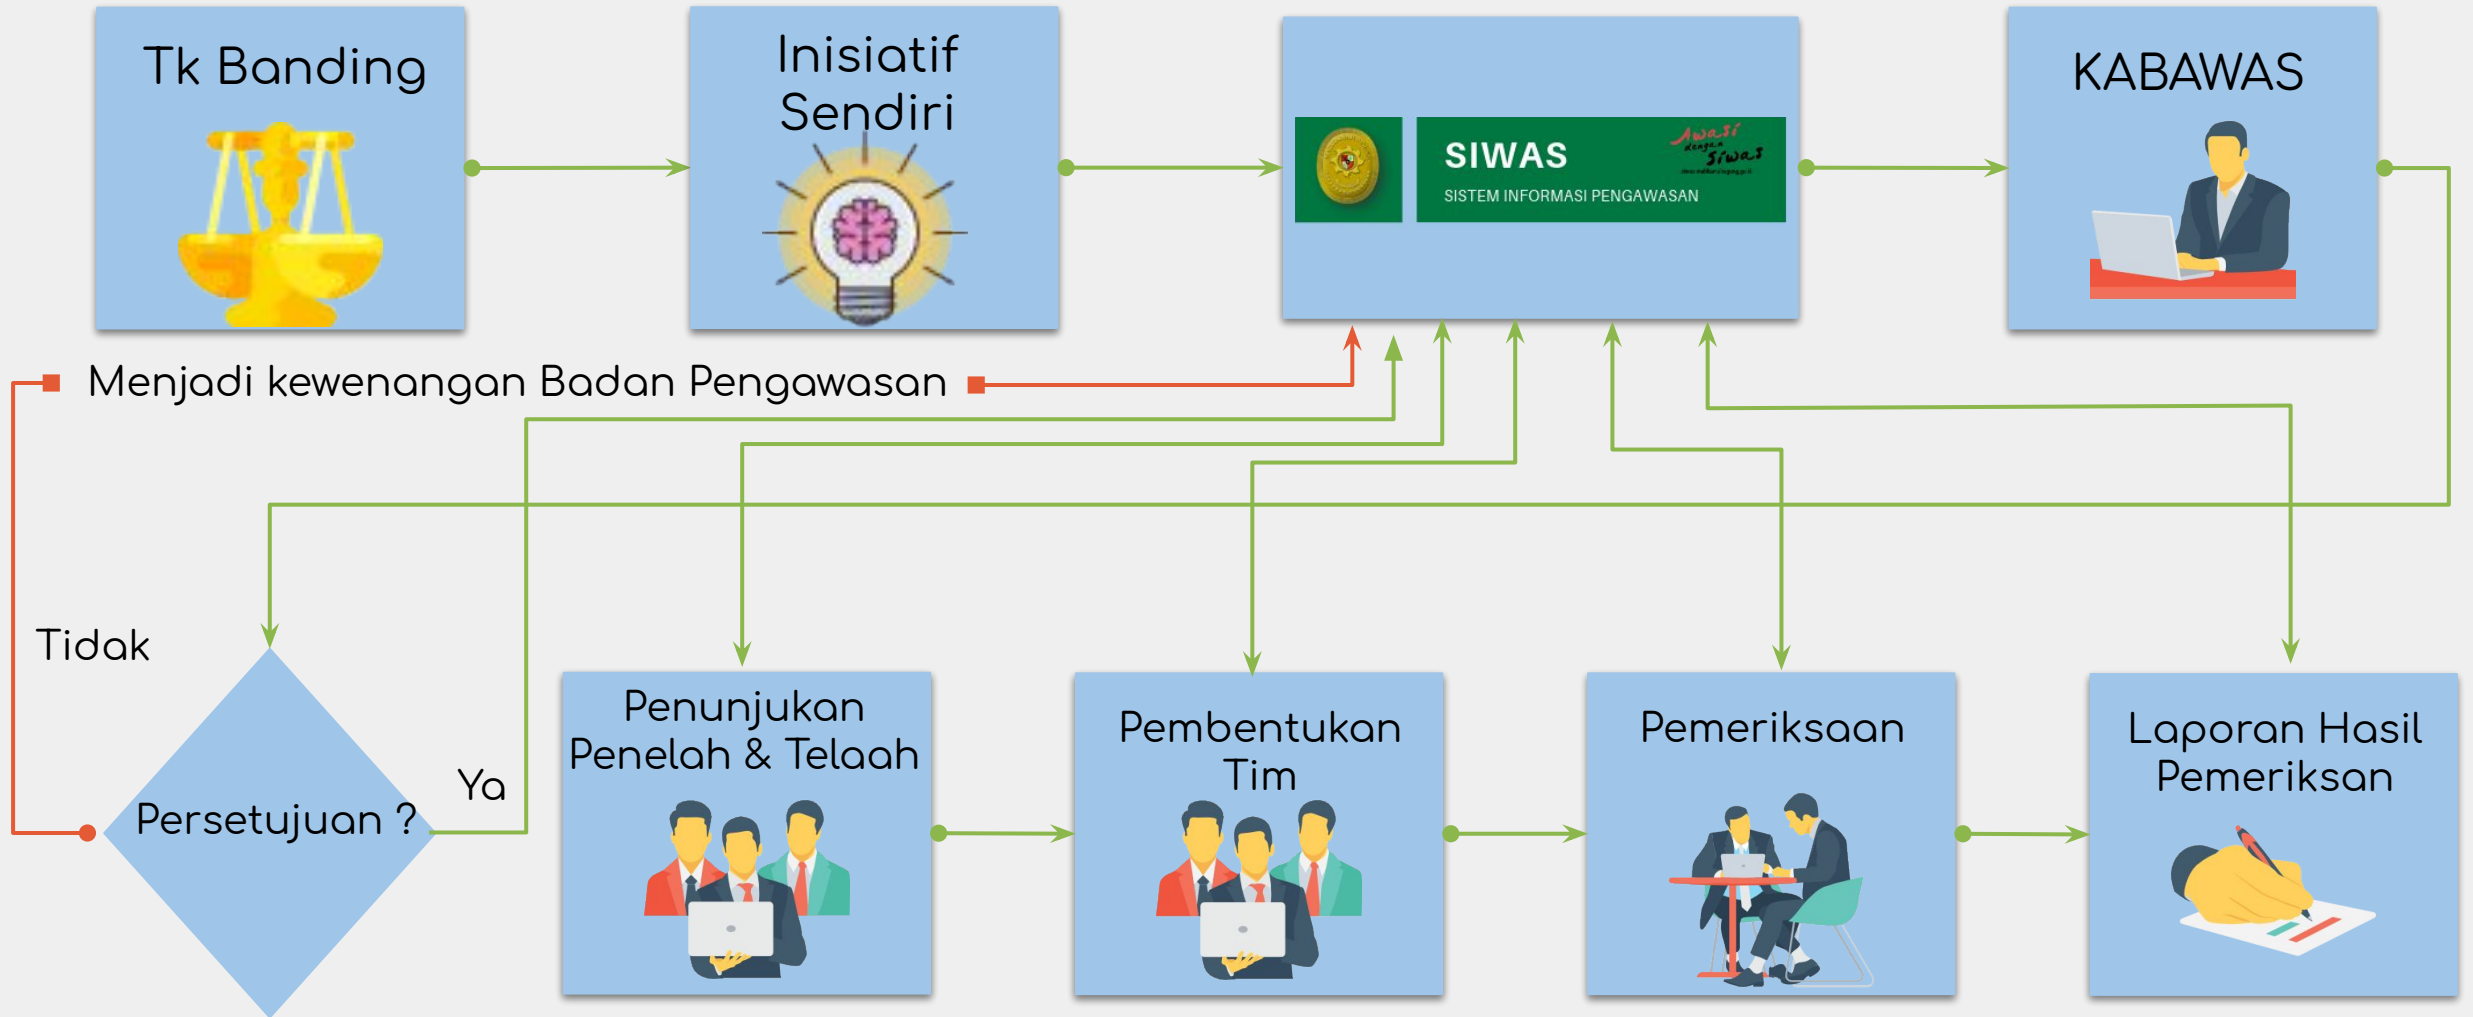 Tk Banding
Inisiatif
Sendiri
SIWAS
SISTEM INFORMASI PENGAWASAN
Awasi
dengan
Siwas
KABAWAS
Menjadi kewenangan Badan Pengawasan
Tidak
Persetujuan ?
Ya
Penunjukan
Penelah & Telaah
Pembentukan
Tim
Pemeriksaan
Laporan Hasil
Pemeriksan